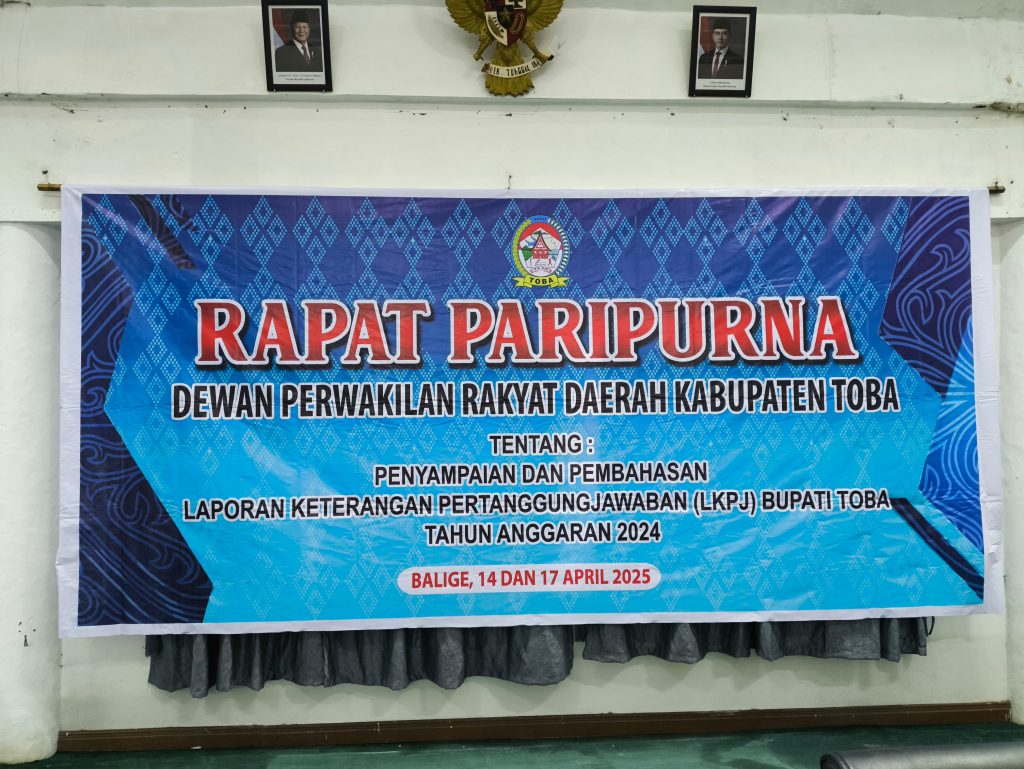 TOBA
RAPAT PARIPURNA
DEWAN PERWAKILAN RAKYAT DAERAH KABUPATEN TOBA
TENTANG :
PENYAMPAIAN DAN PEMBAHASAN
LAPORAN KETERANGAN PERTANGGUNGJAWABAN (LKPJ) BUPATI TOBA
TAHUN ANGGARAN 2024
BALIGE, 14 DAN 17 APRIL 2025